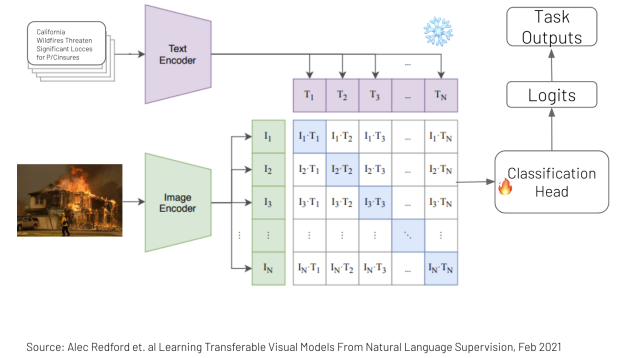 California
Wildfires Threaten
Significant Locces
for P/Cinsures
Text
Encoder
...
T1 T2 T3 ... TN
I1 I1·T1 I1·T2 I1·T3 ... I1·TN
I2 I2·T1 I2·T2 I2·T3 ... I2·TN
Image
Encoder
I3 I3·T1 I3·T2 I3·T3 ... I3·TN
⋮ ⋮ ⋮ ⋮ ⋮ ⋱ ⋮
IN IN·T1 IN·T2 IN·T3 ... IN·TN
Task
Outputs
Logits
Classification
Head
Source: Alec Redford et. al Learning Transferable Visual Models From Natural Language Supervision, Feb 2021